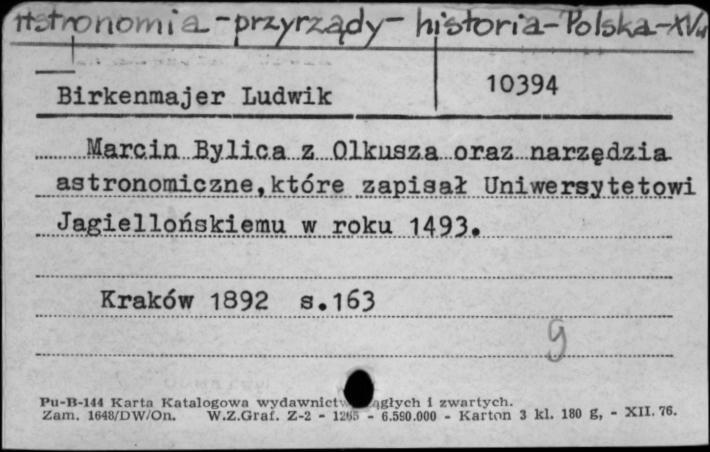 Astronomia - przyrządy - historia - Polska - XVw
Birkenmajer Ludwik
10394
Marcin Bylica z Olkusza oraz narzędzia
astronomiczne,które zapisał Uniwersytetowi
Jagiellońskiemu w roku 1493.
Kraków 1892 s.163
9
Pu-B-144 Karta Katalogowa wydawnictw ciągłych i zwartych.
Zam. 1648/DW/On. W.Z.Graf. Z-2 - 1265 - 6.590.000 - Karton 3 kl. 180 g, - XII. 76.